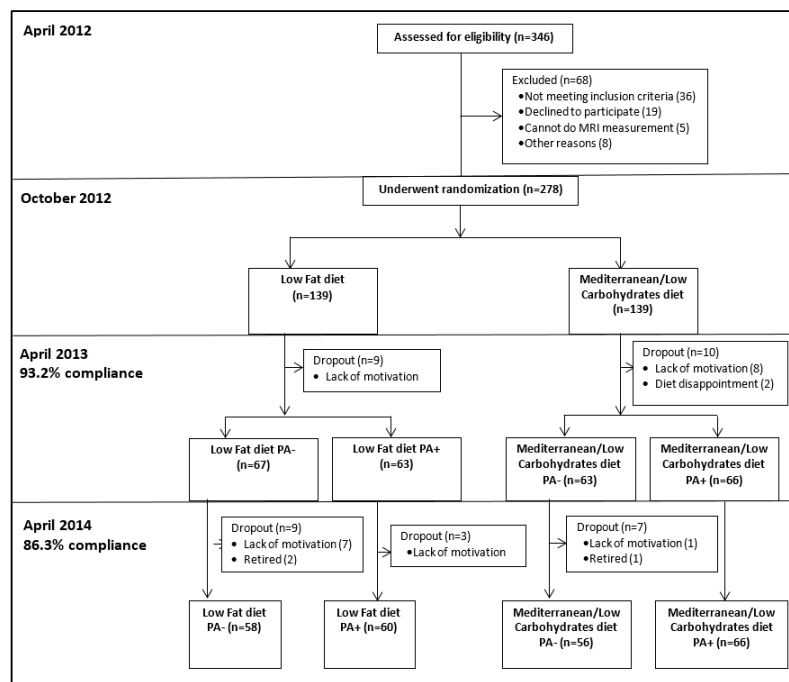 April 2012
Assessed for eligibility (n=346)
Excluded (n=68)
•Not meeting inclusion criteria (36)
•Declined to participate (19)
•Cannot do MRI measurement (5)
•Other reasons (8)
October 2012
Underwent randomization (n=278)
Low Fat diet
(n=139)
Mediterranean/Low
Carbohydrates diet
(n=139)
April 2013
93.2% compliance
Dropout (n=9)
• Lack of motivation
Dropout (n=10)
• Lack of motivation (8)
• Diet disappointment (2)
Low Fat diet PA-
(n=67)
Low Fat diet PA+
(n=63)
Mediterranean/Low
Carbohydrates diet
PA- (n=63)
Mediterranean/Low
Carbohydrates diet
PA+ (n=66)
April 2014
86.3% compliance
Dropout (n=9)
• Lack of motivation (7)
• Retired (2)
Dropout (n=3)
•Lack of motivation
Dropout (n=7)
•Lack of motivation (1)
•Retired (1)
Low Fat diet
PA- (n=58)
Low Fat diet
PA+ (n=60)
Mediterranean/Low
Carbohydrates diet
PA- (n=56)
Mediterranean/Low
Carbohydrates diet
PA+ (n=66)